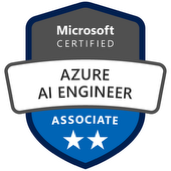 Microsoft
CERTIFIED
AZURE
AI ENGINEER
ASSOCIATE